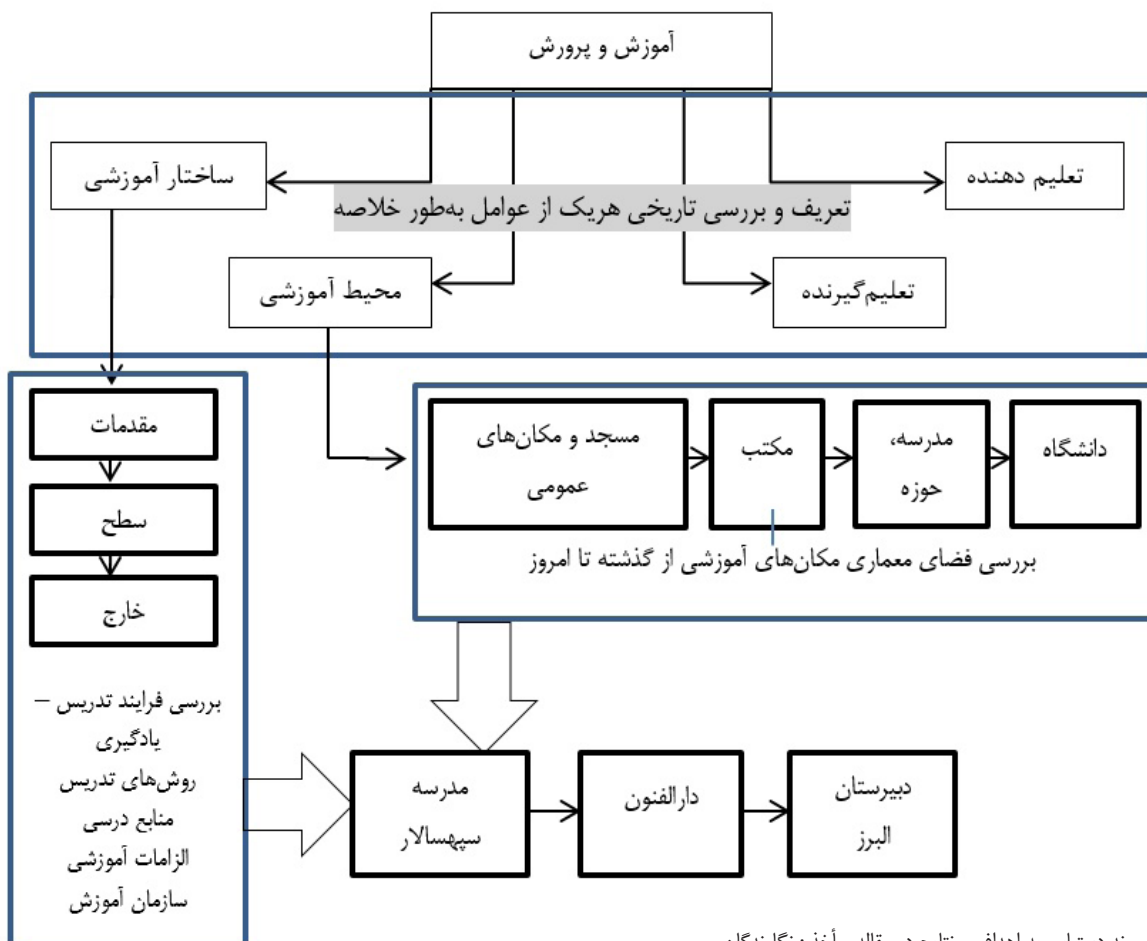 آموزش و پرورش
تعلیم دهنده
ساختار آموزشی
تعریف و بررسی تاریخی هریک از عوامل به‌طور خلاصه
تعلیم‌گیرنده
محیط آموزشی
دانشگاه
مدرسه،
حوزه
مکتب
مسجد و مکان‌های
عمومی
بررسی فضای معماری مکان‌های آموزشی از گذشته تا امروز
مقدمات
سطح
خارج
بررسی فرایند تدریس –
یادگیری
روش‌های تدریس
منابع درسی
الزامات آموزشی
سازمان آموزش
مدرسه
سپهسالار
دارالفنون
دبیرستان
البرز